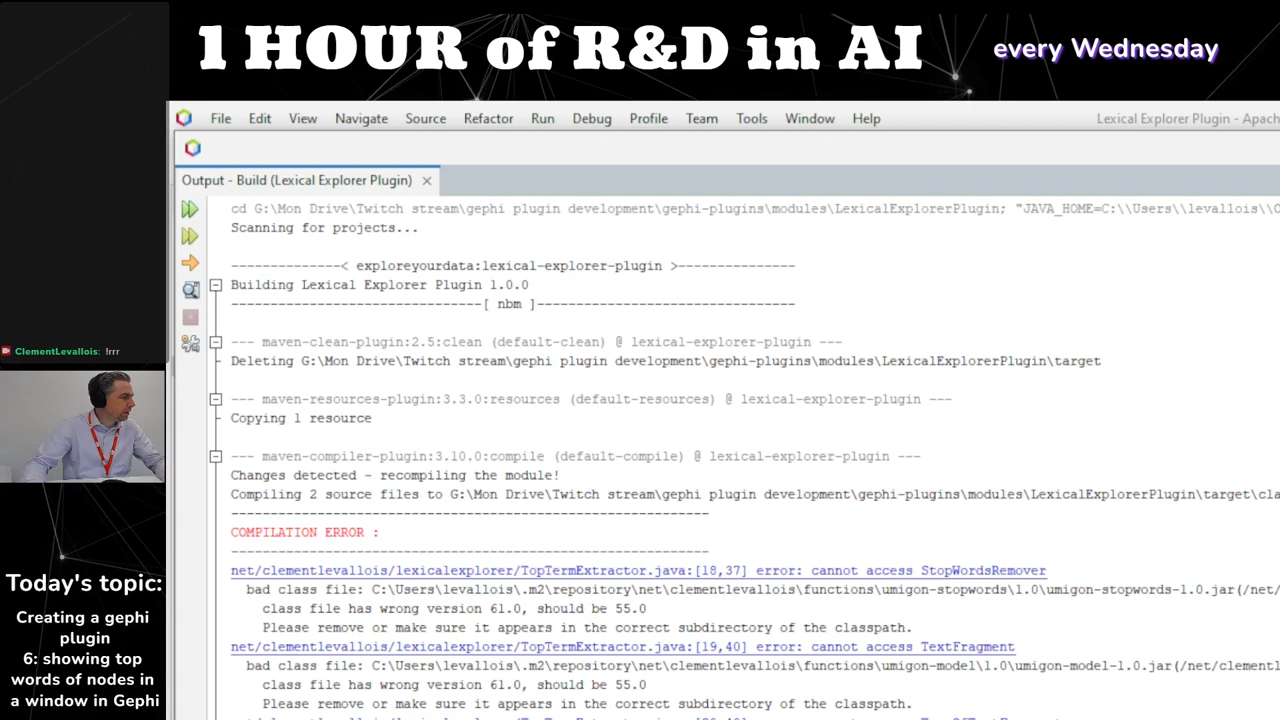 1 HOUR of R&D in AI
every Wednesday
File Edit View Navigate Source Refactor Run Debug Profile Team Tools Window Help
Lexical Explorer Plugin - Apach
Output - Build (Lexical Explorer Plugin)
cd G:\Mon Drive\Twitch stream\gephi plugin development\gephi-plugins\modules\LexicalExplorerPlugin; "JAVA_HOME=C:\\Users\\levallois\\O
Scanning for projects...
--------------< exploreyourdata:lexical-explorer-plugin >---------------
Building Lexical Explorer Plugin 1.0.0
--------------------------------[ nbm ]---------------------------------
--- maven-clean-plugin:2.5:clean (default-clean) @ lexical-explorer-plugin ---
Deleting G:\Mon Drive\Twitch stream\gephi plugin development\gephi-plugins\modules\LexicalExplorerPlugin\target
--- maven-resources-plugin:3.3.0:resources (default-resources) @ lexical-explorer-plugin ---
Copying 1 resource
--- maven-compiler-plugin:3.10.0:compile (default-compile) @ lexical-explorer-plugin ---
Changes detected - recompiling the module!
Compiling 2 source files to G:\Mon Drive\Twitch stream\gephi plugin development\gephi-plugins\modules\LexicalExplorerPlugin\target\cla
-------------------------------------------------------------
COMPILATION ERROR :
-------------------------------------------------------------
net/clementlevallois/lexicalexplorer/TopTermExtractor.java:[18,37] error: cannot access StopWordsRemover
bad class file: C:\Users\levallois\.m2\repository\net\clementlevallois\functions\umigon-stopwords\1.0\umigon-stopwords-1.0.jar(/net/
class file has wrong version 61.0, should be 55.0
Please remove or make sure it appears in the correct subdirectory of the classpath.
net/clementlevallois/lexicalexplorer/TopTermExtractor.java:[19,40] error: cannot access TextFragment
bad class file: C:\Users\levallois\.m2\repository\net\clementlevallois\functions\umigon-model\1.0\umigon-model-1.0.jar(/net/clementl
class file has wrong version 61.0, should be 55.0
Please remove or make sure it appears in the correct subdirectory of the classpath.
ClementLevallois: !rrr
Today's topic:
Creating a gephi
plugin
6: showing top
words of nodes in
a window in Gephi